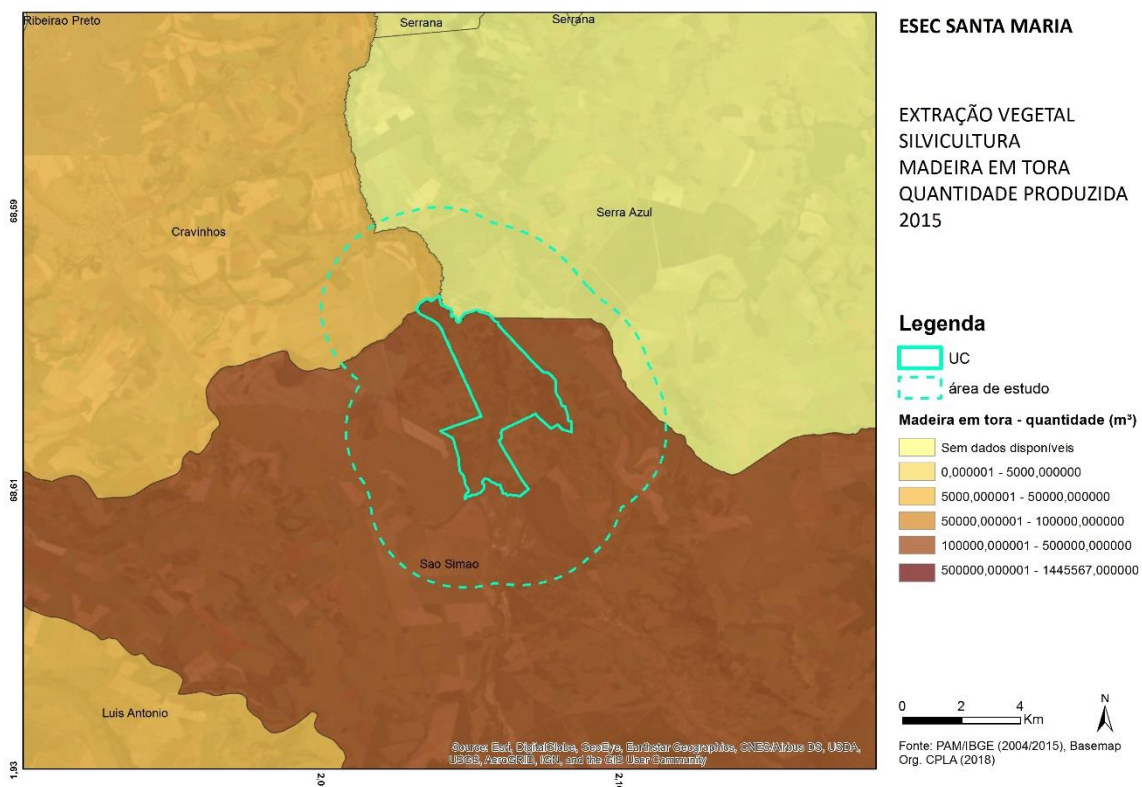 Ribeirao Preto
Serrana
Serrana
ESEC SANTA MARIA
EXTRAÇÃO VEGETAL
SILVICULTURA
MADEIRA EM TORA
QUANTIDADE PRODUZIDA
2015
68,69
Cravinhos
Serra Azul
Legenda
UC
área de estudo
Madeira em tora - quantidade (m³)
Sem dados disponíveis
0,000001 - 5000,000000
5000,000001 - 50000,000000
50000,000001 - 100000,000000
100000,000001 - 500000,000000
500000,000001 - 1445567,000000
68,61
Sao Simao
Luis Antonio
0 2 4
Km
N
Source: Esri, DigitalGlobe, GeoEye, Earthstar Geographics, CNES/Airbus DS, USDA,
USGS, AeroGRID, IGN, and the GIS User Community
Fonte: PAM/IBGE (2004/2015), Basemap
Org. CPLA (2018)
1,93
2,0